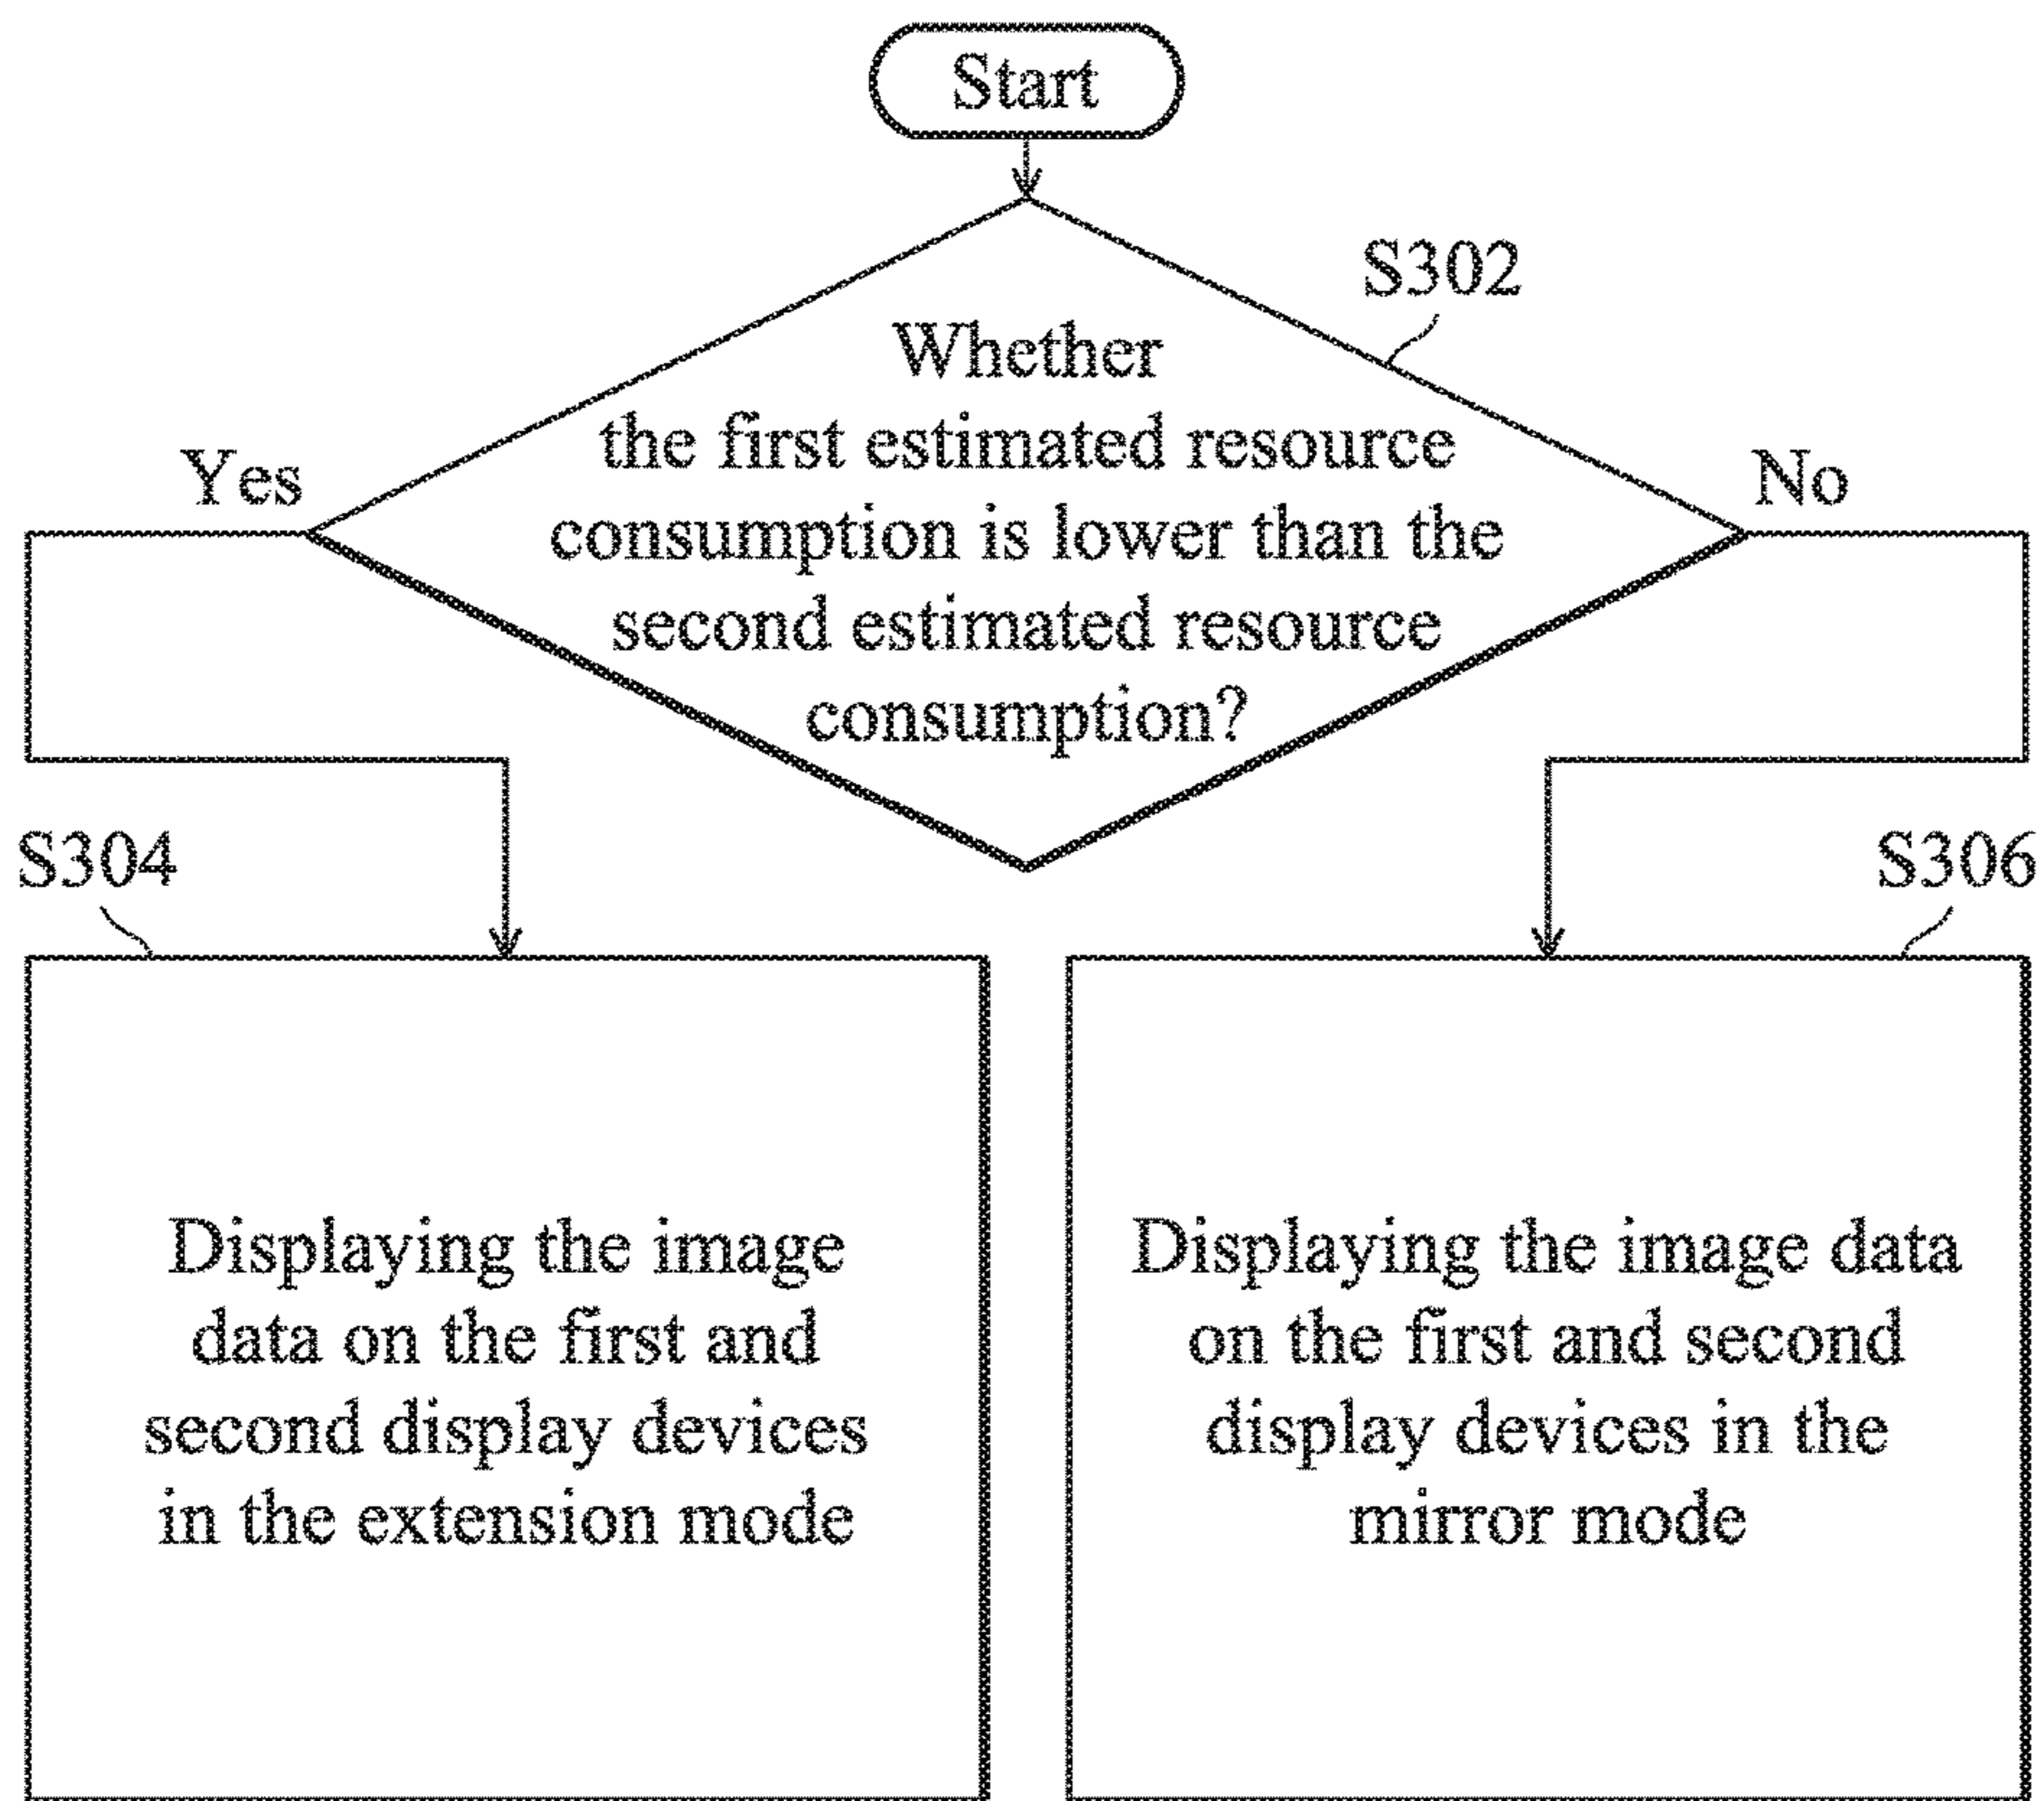 Start
S302
Whether
the first estimated resource
consumption is lower than the
second estimated resource
consumption?
Yes
No
S304
S306
Displaying the image
data on the first and
second display devices
in the extension mode
Displaying the image data
on the first and second
display devices in the
mirror mode